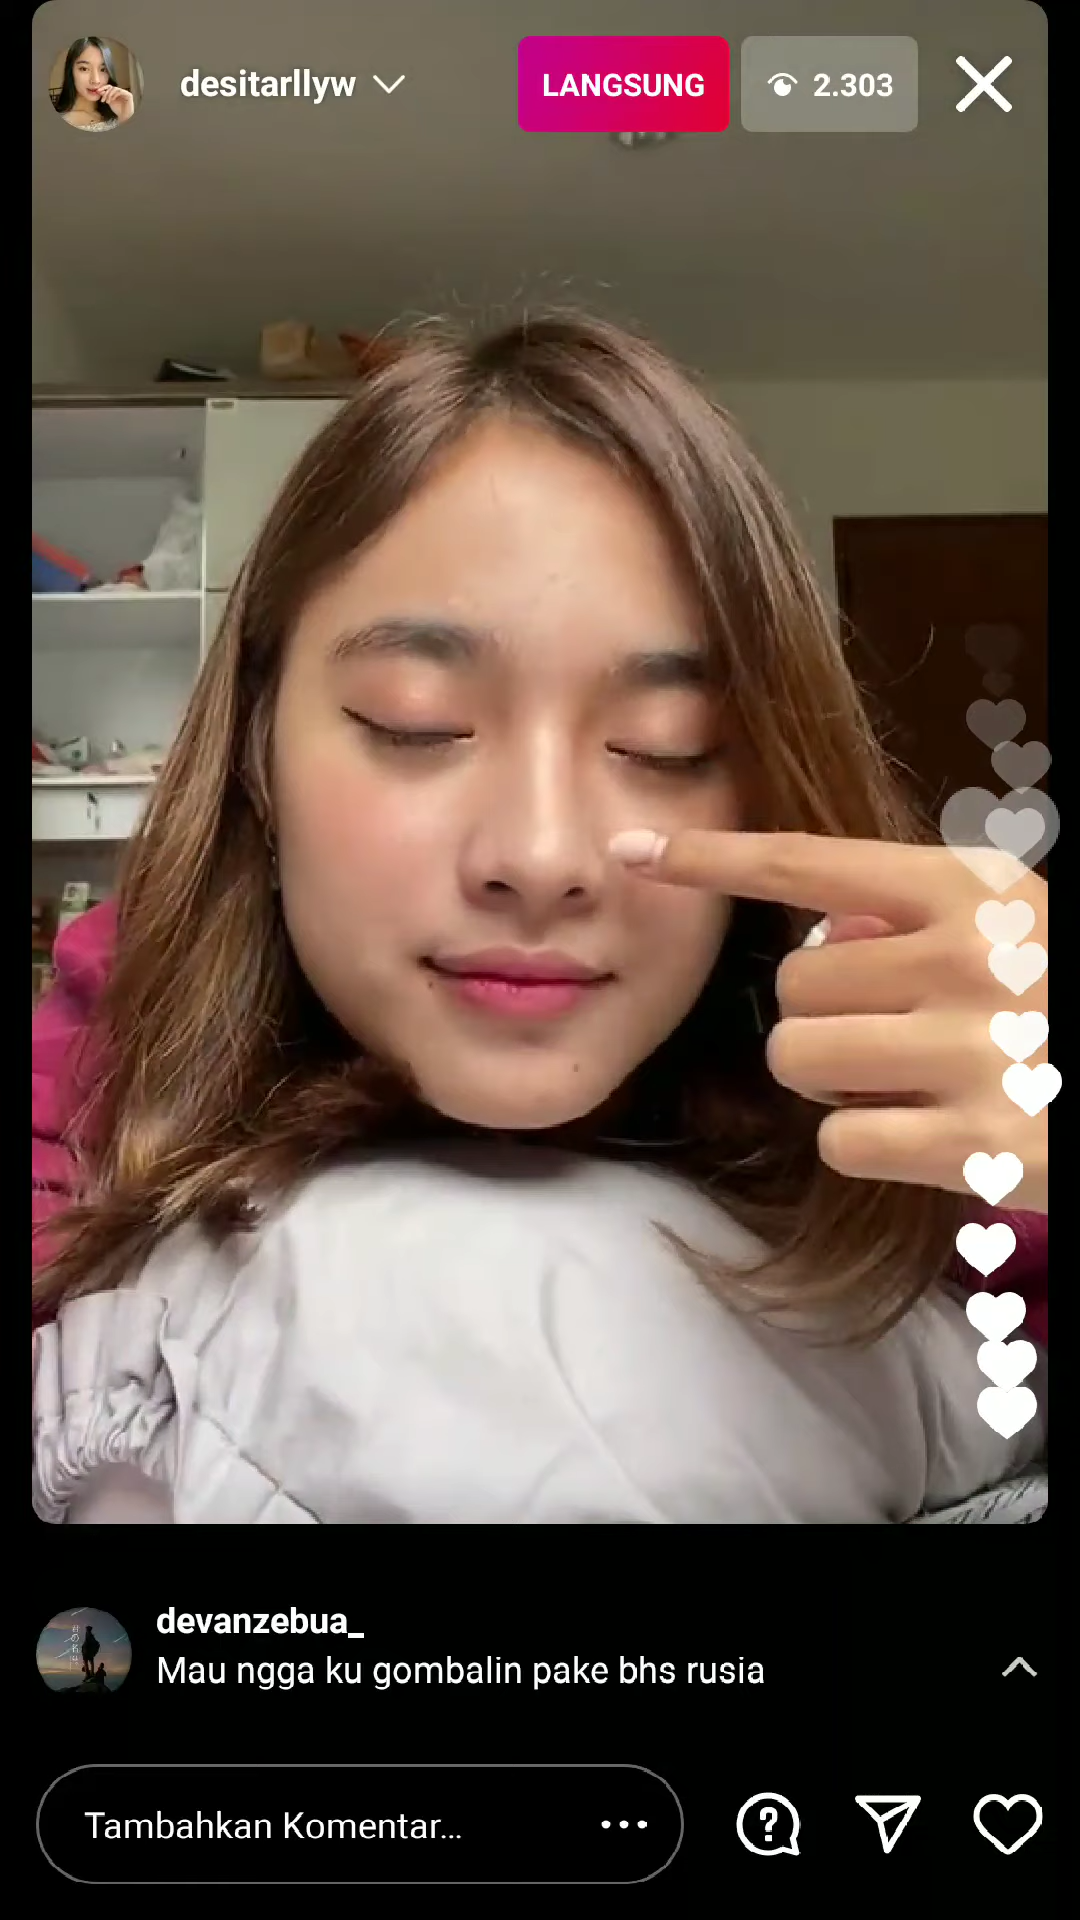 desitarllyw
LANGSUNG
2.303
devanzebua_
Mau ngga ku gombalin pake bhs rusia
Tambahkan Komentar...